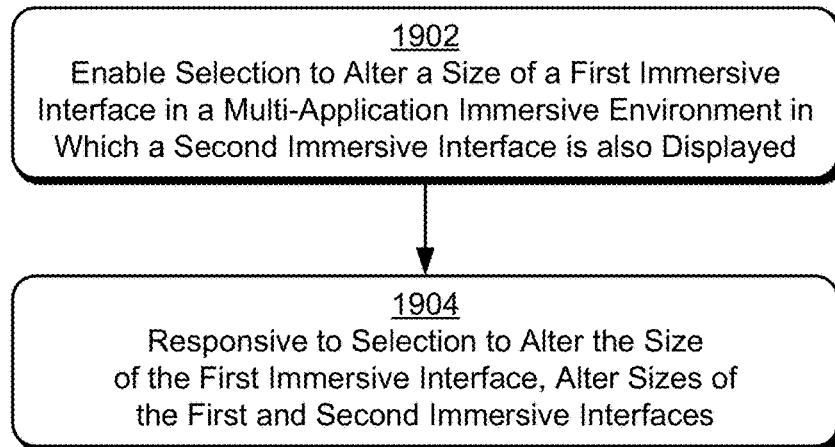 1902
Enable Selection to Alter a Size of a First Immersive
Interface in a Multi-Application Immersive Environment in
Which a Second Immersive Interface is also Displayed
1904
Responsive to Selection to Alter the Size
of the First Immersive Interface, Alter Sizes of
the First and Second Immersive Interfaces